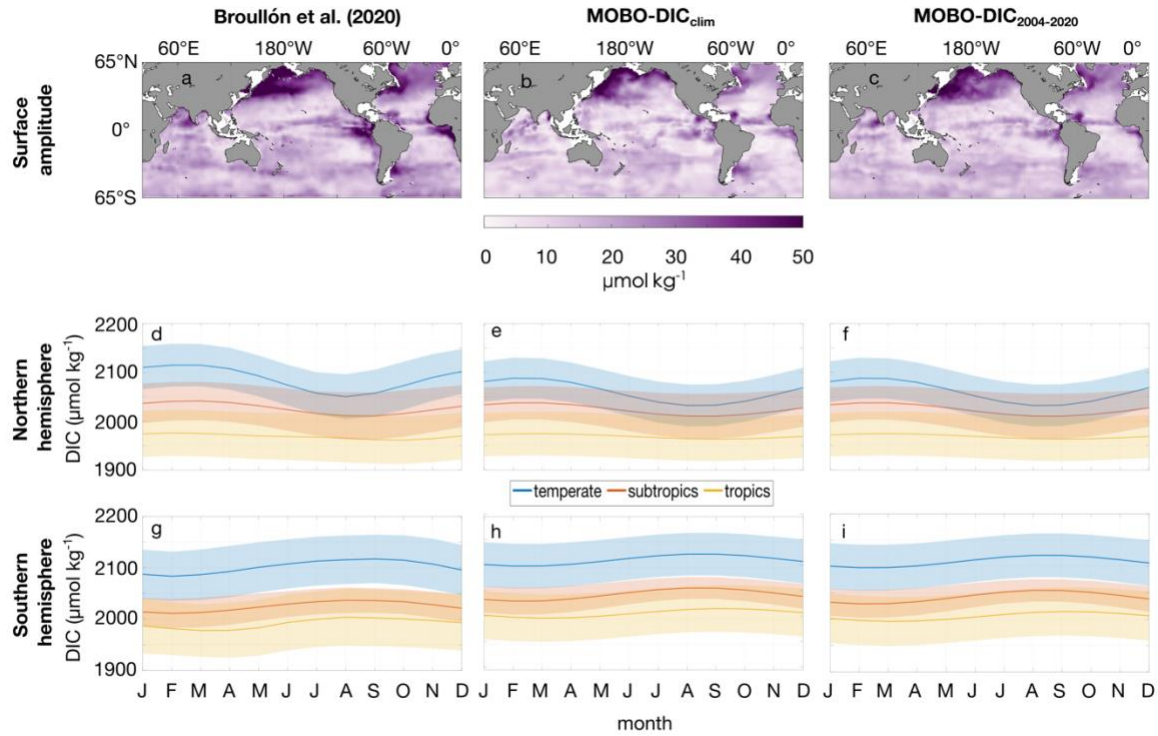 Broullón et al. (2020)
MOBO-DICclim
MOBO-DIC2004-2020
60°E 180°W 60°W 0°
60°E 180°W 60°W 0°
60°E 180°W 60°W 0°
Surface
amplitude
65°N
0°
65°S
a
b
c
0 10 20 30 40 50
µmol kg-1
Northern
hemisphere
DIC (µmol kg-1)
2200
2100
2000
1900
d
e
f
temperate subtropics tropics
Southern
hemisphere
DIC (µmol kg-1)
2200
2100
2000
1900
g
h
i
J F M A M J J A S O N D
J F M A M J J A S O N D
J F M A M J J A S O N D
month